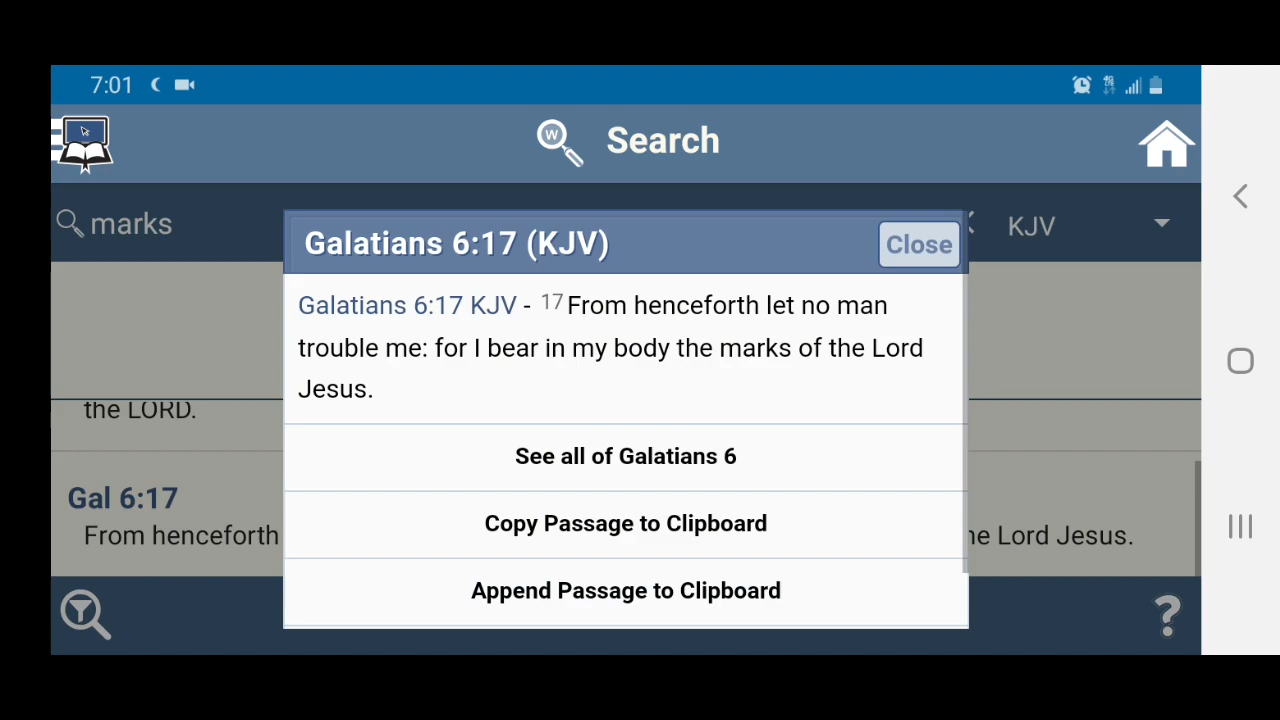 7:01
W Search
marks KJV
Galatians 6:17 (KJV) Close
Galatians 6:17 KJV - 17 From henceforth let no man
trouble me: for I bear in my body the marks of the Lord
Jesus.
the LORD.
See all of Galatians 6
Gal 6:17
Copy Passage to Clipboard
From henceforth he Lord Jesus.
Append Passage to Clipboard
?